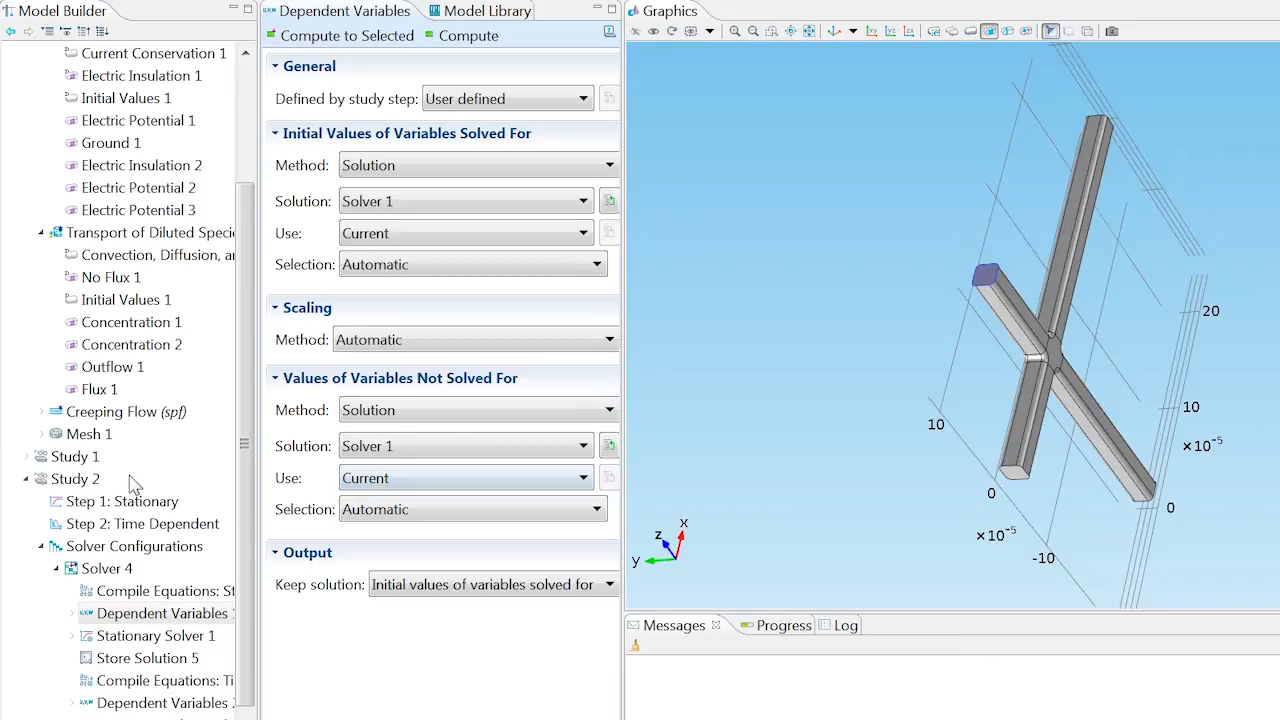 Model Builder
Current Conservation 1
Electric Insulation 1
Initial Values 1
Electric Potential 1
Ground 1
Electric Insulation 2
Electric Potential 2
Electric Potential 3
Transport of Diluted Speci
Convection, Diffusion, a
No Flux 1
Initial Values 1
Concentration 1
Concentration 2
Outflow 1
Flux 1
Creeping Flow (spf)
Mesh 1
Study 1
Study 2
Step 1: Stationary
Step 2: Time Dependent
Solver Configurations
Solver 4
Compile Equations: St
Dependent Variables
Stationary Solver 1
Store Solution 5
Compile Equations: Ti
Dependent Variables
Dependent Variables
Model Library
Compute to Selected
Compute
General
Defined by study step: User defined
Initial Values of Variables Solved For
Method: Solution
Solution: Solver 1
Use: Current
Selection: Automatic
Scaling
Method: Automatic
Values of Variables Not Solved For
Method: Solution
Solution: Solver 1
Use: Current
Selection: Automatic
Output
Keep solution: Initial values of variables solved for
Graphics
xy
yz
xz
20
10
×10⁻⁵
0
10
0
×10⁻⁵
-10
x
z
y
Messages
Progress
Log